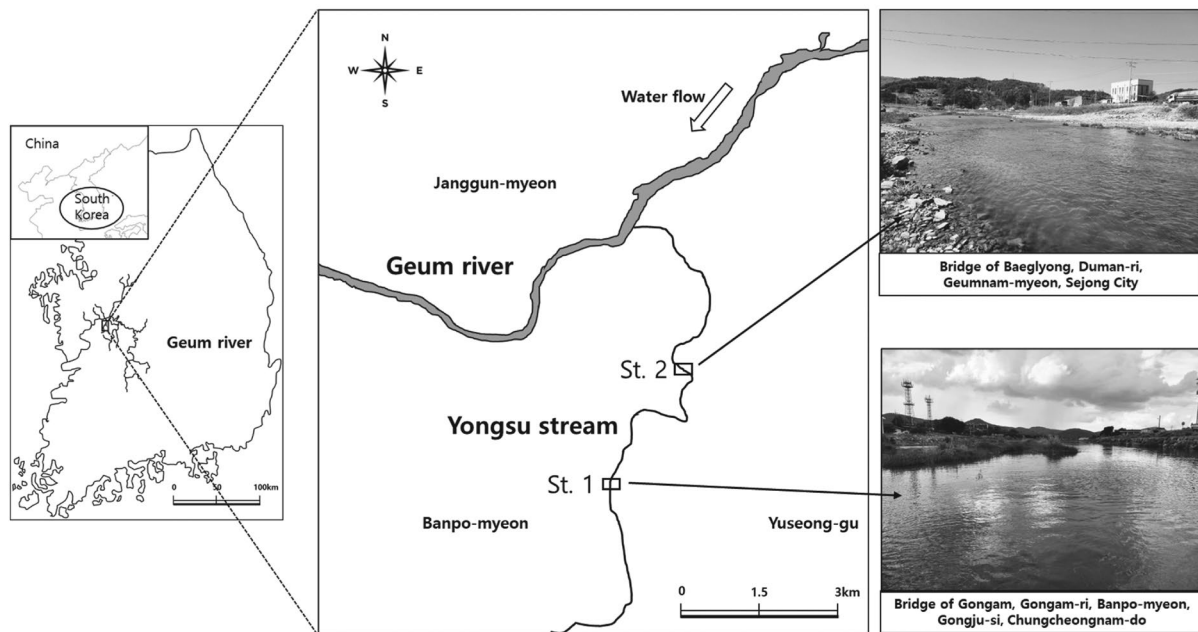 China
South
Korea
Geum river
0 50 100km
N
W E
S
Water flow
Janggun-myeon
Geum river
St. 2
Yongsu stream
St. 1
Banpo-myeon
Yuseong-gu
0 1.5 3km
Bridge of Baeglyong, Duman-ri,
Geumnam-myeon, Sejong City
Bridge of Gongam, Gongam-ri, Banpo-myeon,
Gongju-si, Chungcheongnam-do